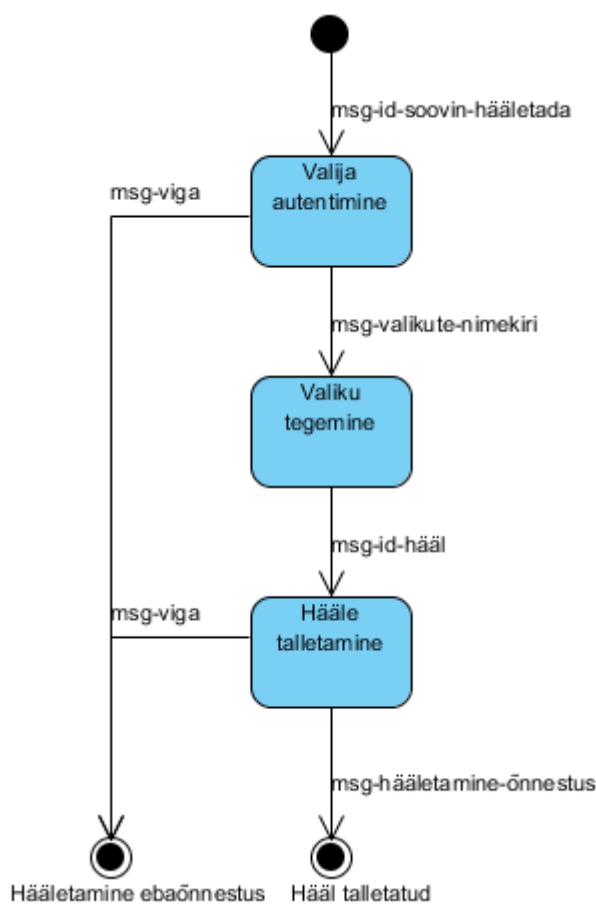 msg-id-soovin-hääletada
Valija
autentimine
msg-viga
msg-valikute-nimekiri
Valiku
tegemine
msg-id-hääl
Hääle
talletamine
msg-viga
msg-hääletamine-õnnestus
Hääletamine ebaõnnestus
Hääl talletatud